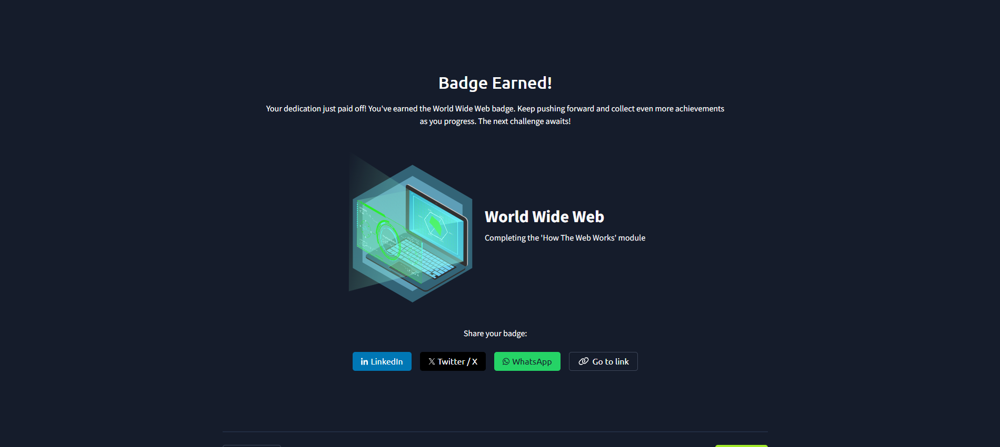 Badge Earned!
Your dedication just paid off! You've earned the World Wide Web badge. Keep pushing forward and collect even more achievements
as you progress. The next challenge awaits!
World Wide Web
Completing the 'How The Web Works' module
Share your badge:
in LinkedIn
𝕏 Twitter / X
WhatsApp
Go to link